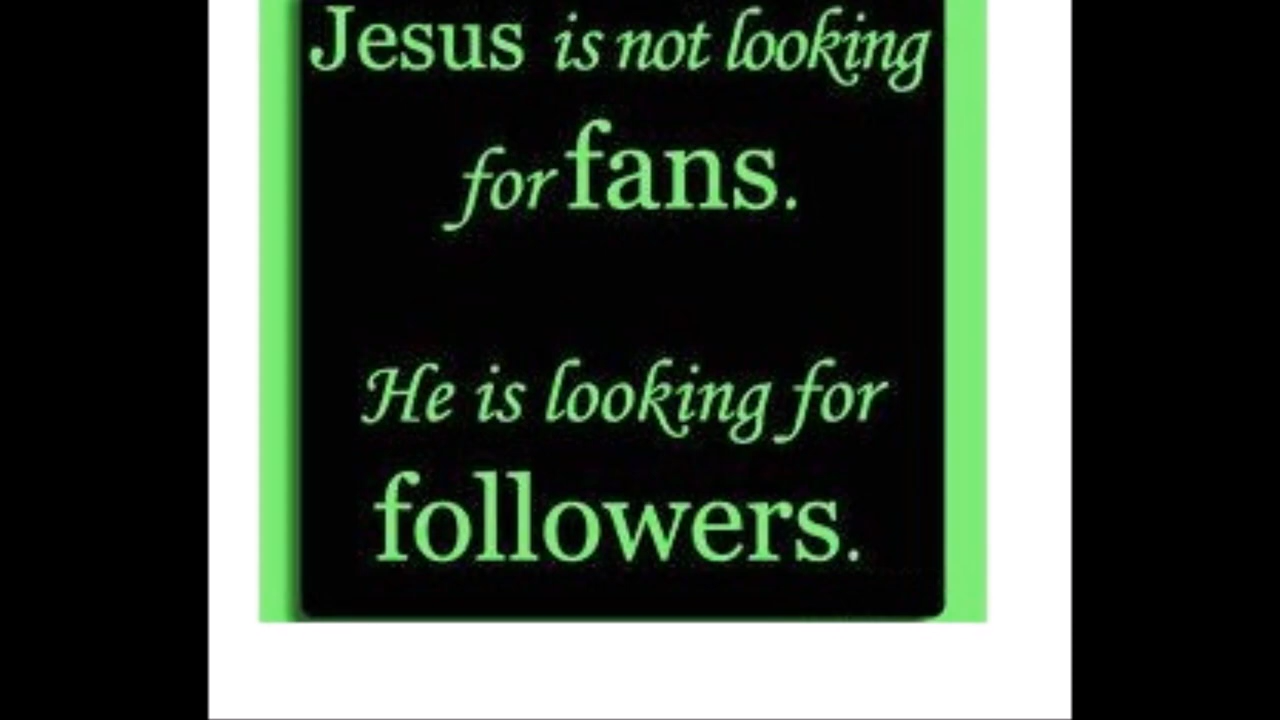 Jesus is not looking
for fans.
He is looking for
followers.